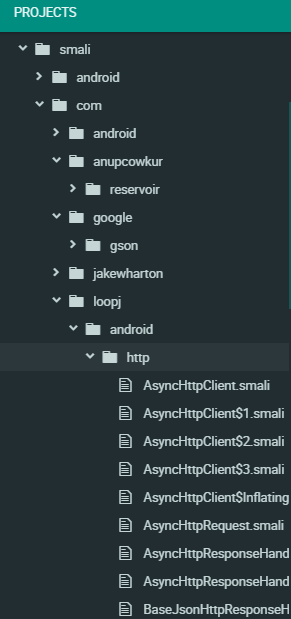 PROJECTS
smali
android
com
android
anupcowkur
reservoir
google
gson
jakewharton
loopj
android
http
AsyncHttpClient.smali
AsyncHttpClient$1.smali
AsyncHttpClient$2.smali
AsyncHttpClient$3.smali
AsyncHttpClient$Inflating
AsyncHttpRequest.smali
AsyncHttpResponseHand
AsyncHttpResponseHand
BaseJsonHttpResponseH